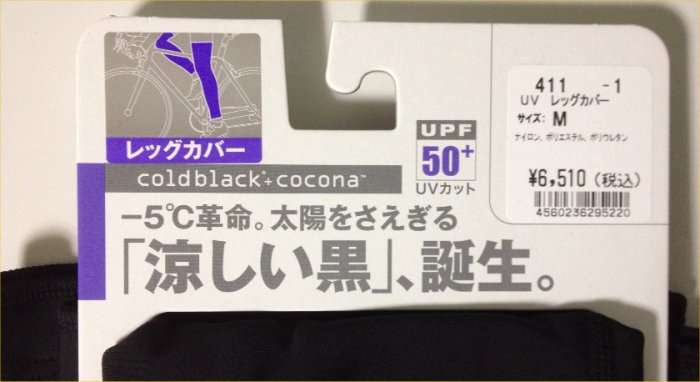 レッグカバー
coldblack®+cocona™
−5℃革命。太陽をさえぎる
「涼しい黒」、誕生。
UPF
50+
UVカット
411 -1
UV レッグカバー
サイズ: M
ナイロン, ポリエステル, ポリウレタン
¥6,510 (税込)
4560236295220